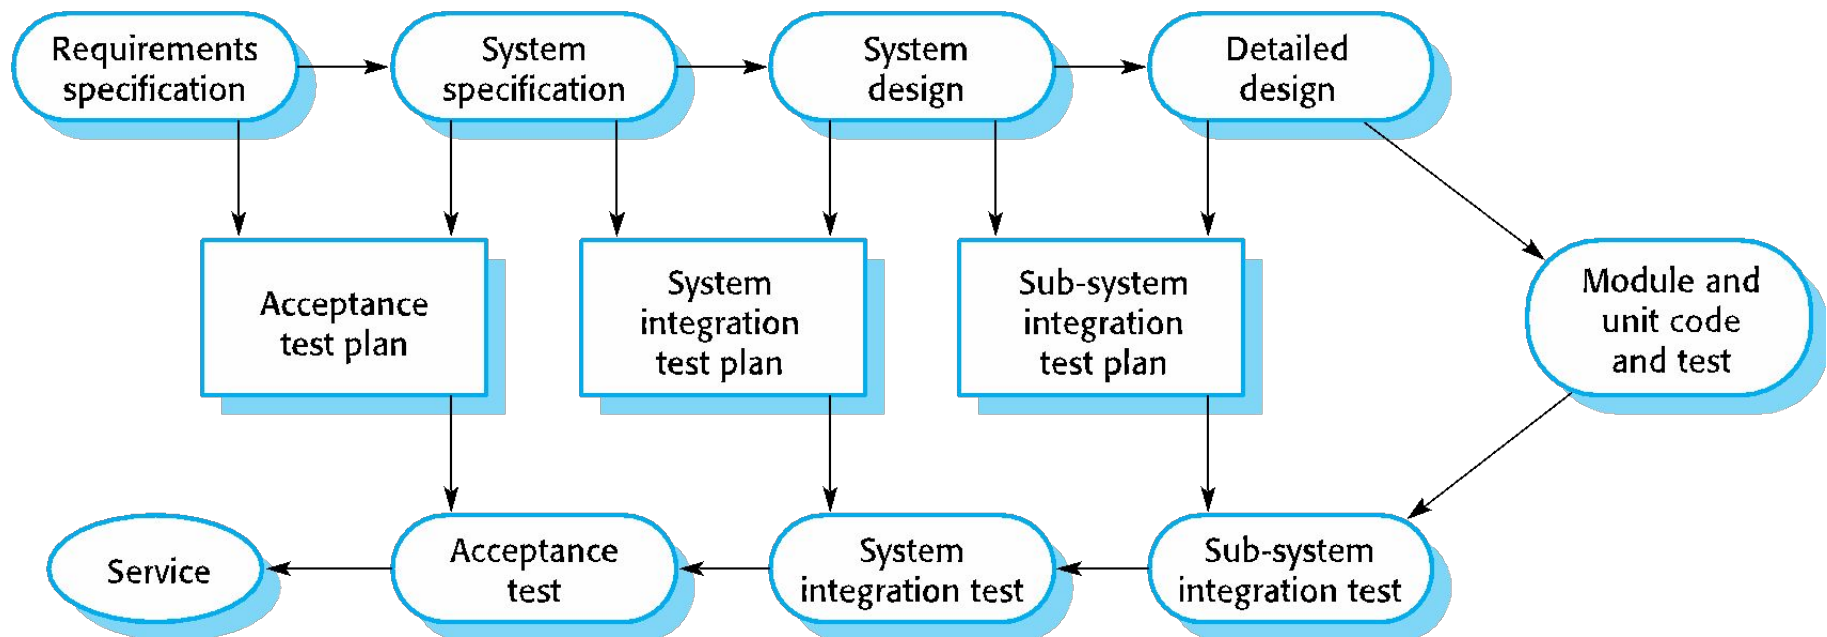 Requirements
specification
System
specification
System
design
Detailed
design
Acceptance
test plan
System
integration
test plan
Sub-system
integration
test plan
Module and
unit code
and test
Service
Acceptance
test
System
integration test
Sub-system
integration test